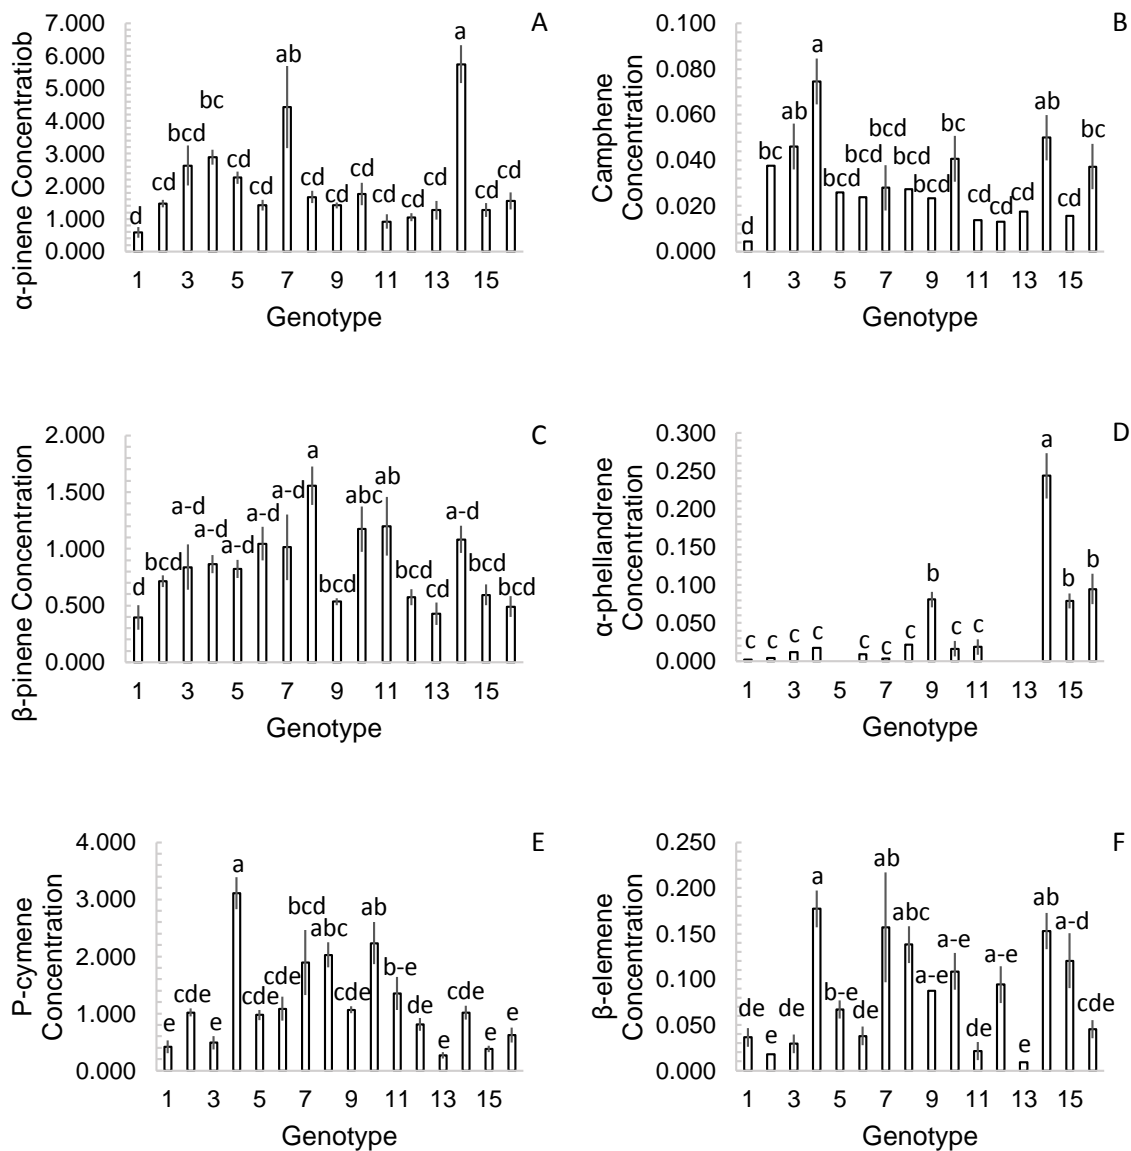 A
α-pinene Concentratiob
7.000
6.000
5.000
4.000
3.000
2.000
1.000
0.000
d cd bcd bc cd cd ab cd cd cd cd cd cd a cd cd
1 3 5 7 9 11 13 15
Genotype
B
Camphene
Concentration
0.100
0.080
0.060
0.040
0.020
0.000
d bc ab a bcd bcd bcd bcd bcd bc cd cd cd ab cd bc
1 3 5 7 9 11 13 15
Genotype
C
β-pinene Concentration
2.000
1.500
1.000
0.500
0.000
d bcd a-d a-d a-d a-d a-d a bcd abc ab bcd cd a-d bcd bcd
1 3 5 7 9 11 13 15
Genotype
D
α-phellandrene
Concentration
0.300
0.250
0.200
0.150
0.100
0.050
0.000
c c c c c c c b c c a b b
1 3 5 7 9 11 13 15
Genotype
E
P-cymene
Concentration
4.000
3.000
2.000
1.000
0.000
e cde e a cde cde bcd abc cde ab b-e de e cde e e
1 3 5 7 9 11 13 15
Genotype
F
β-elemene
Concentration
0.250
0.200
0.150
0.100
0.050
0.000
de e de a b-e de ab abc a-e a-e de a-e e ab a-d cde
1 3 5 7 9 11 13 15
Genotype